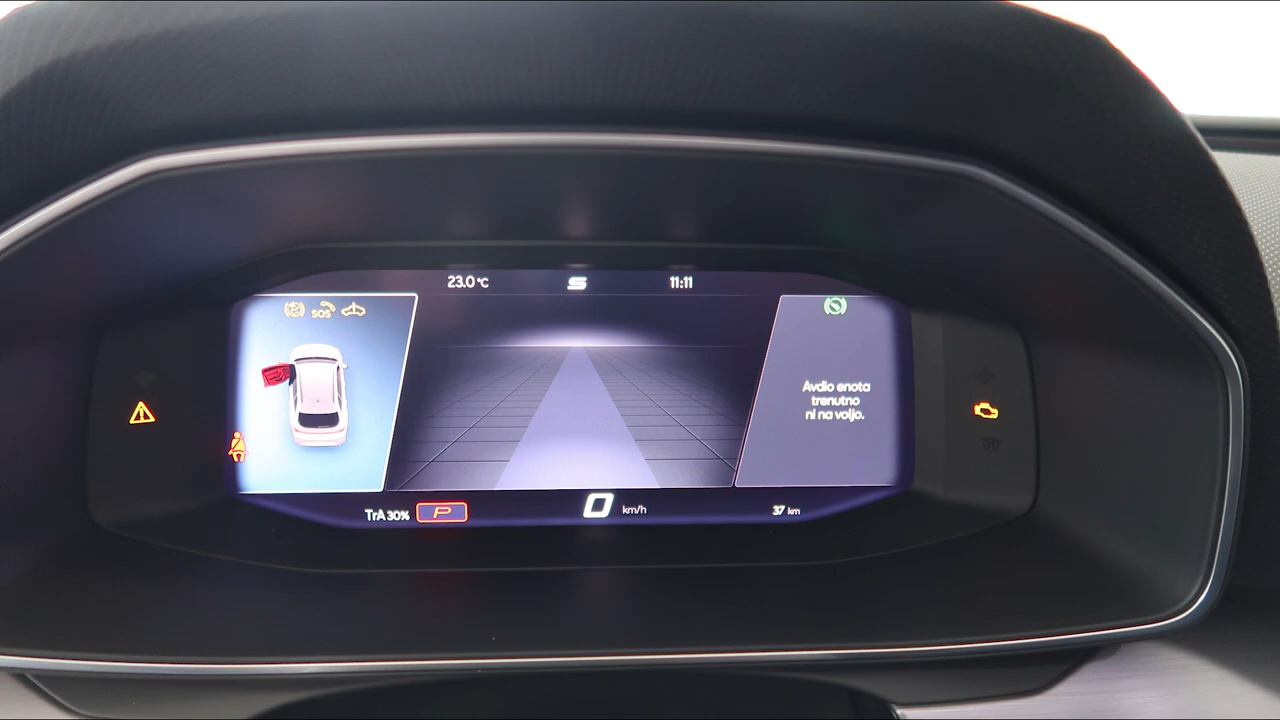 23.0 °C
11:11
SOS
Avdio enota
trenutno
ni na voljo.
TrA 30%
P
0 km/h
37 km